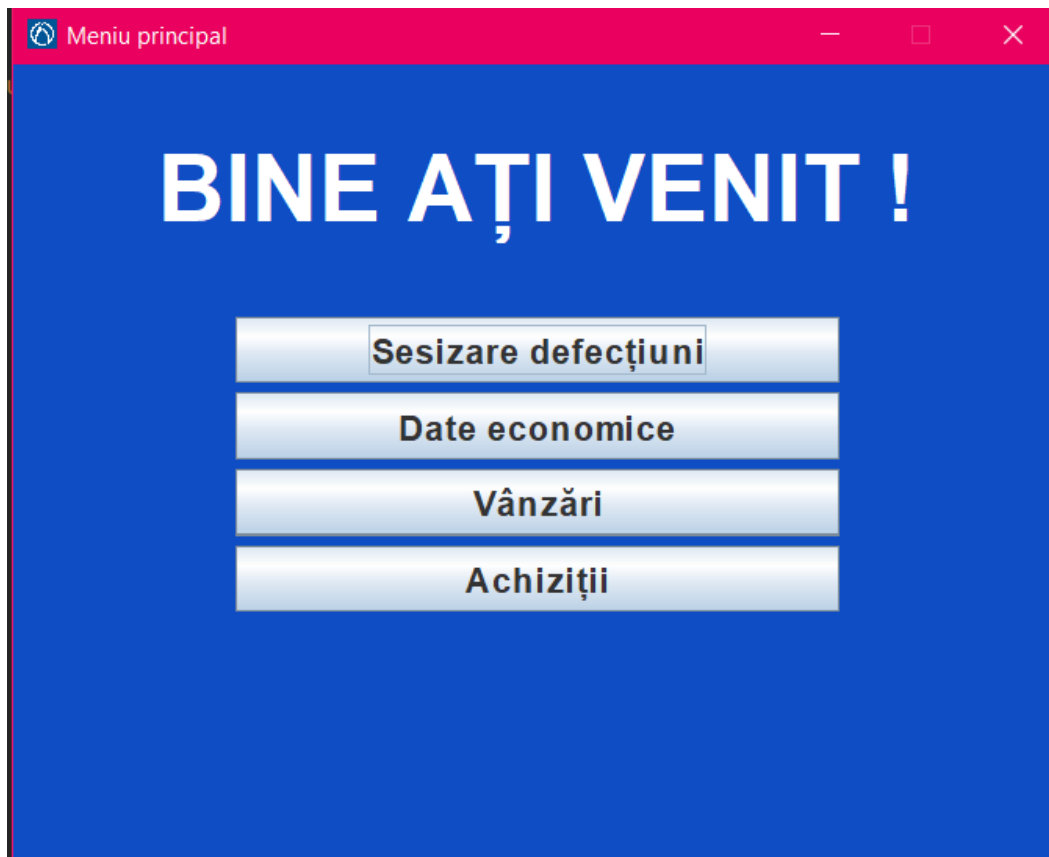 Meniu principal
BINE AȚI VENIT !
Sesizare defecțiuni
Date economice
Vânzări
Achiziții